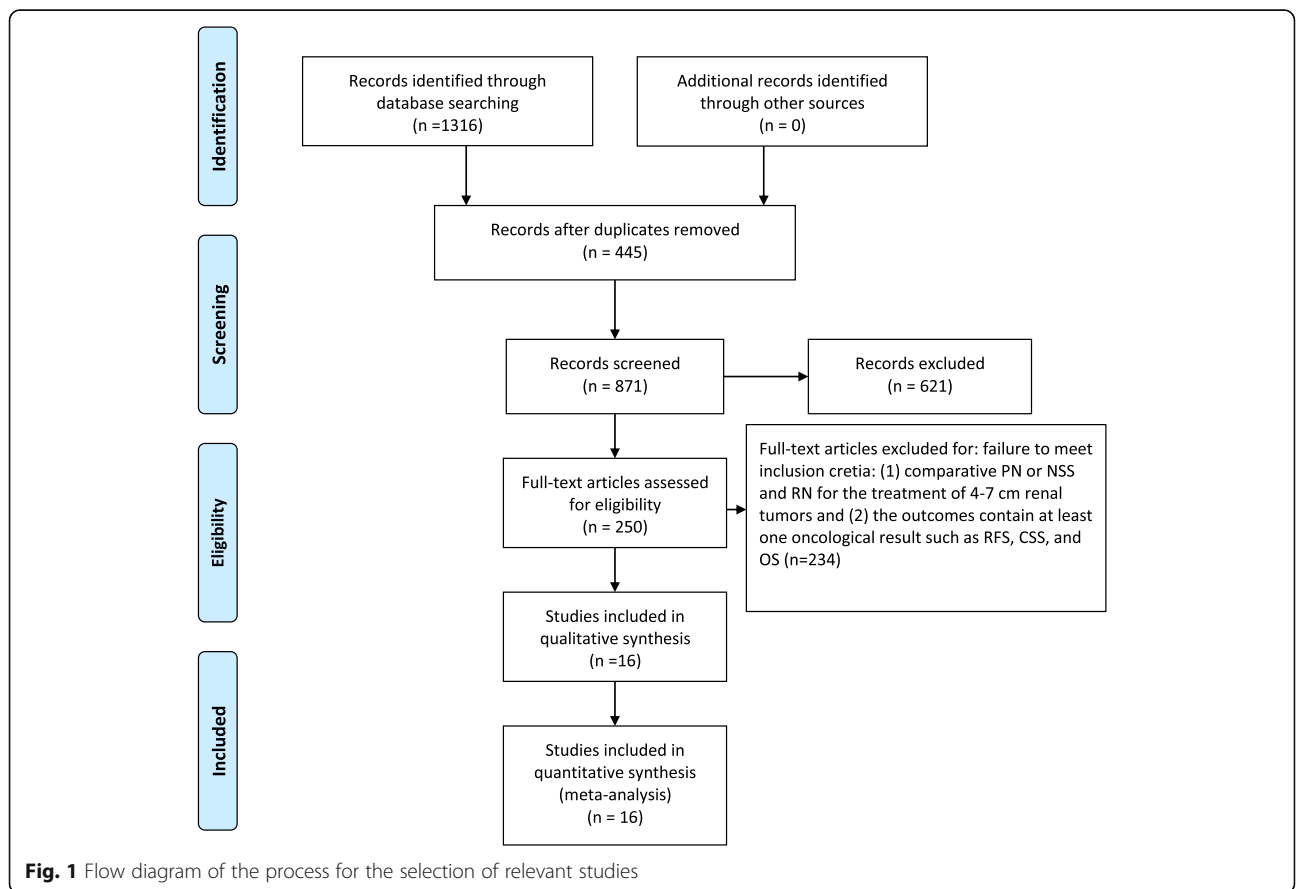 Identification
Records identified through
database searching
(n =1316)
Additional records identified
through other sources
(n = 0)
Records after duplicates removed
(n = 445)
Screening
Records screened
(n = 871)
Records excluded
(n = 621)
Eligibility
Full-text articles assessed
for eligibility
(n = 250)
Full-text articles excluded for: failure to meet
inclusion cretia: (1) comparative PN or NSS
and RN for the treatment of 4-7 cm renal
tumors and (2) the outcomes contain at least
one oncological result such as RFS, CSS, and
OS (n=234)
Studies included in
qualitative synthesis
(n =16)
Included
Studies included in
quantitative synthesis
(meta-analysis)
(n = 16)
Fig. 1 Flow diagram of the process for the selection of relevant studies